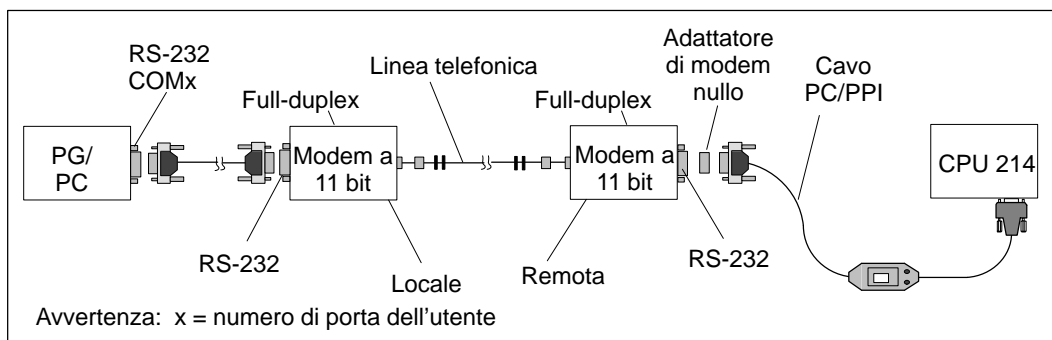 RS-232
COMx
Full-duplex
Linea telefonica
Full-duplex
Adattatore
di modem
nullo
Cavo
PC/PPI
PG/
PC
Modem a
11 bit
Modem a
11 bit
CPU 214
RS-232
Locale
Remota
RS-232
Avvertenza: x = numero di porta dell'utente